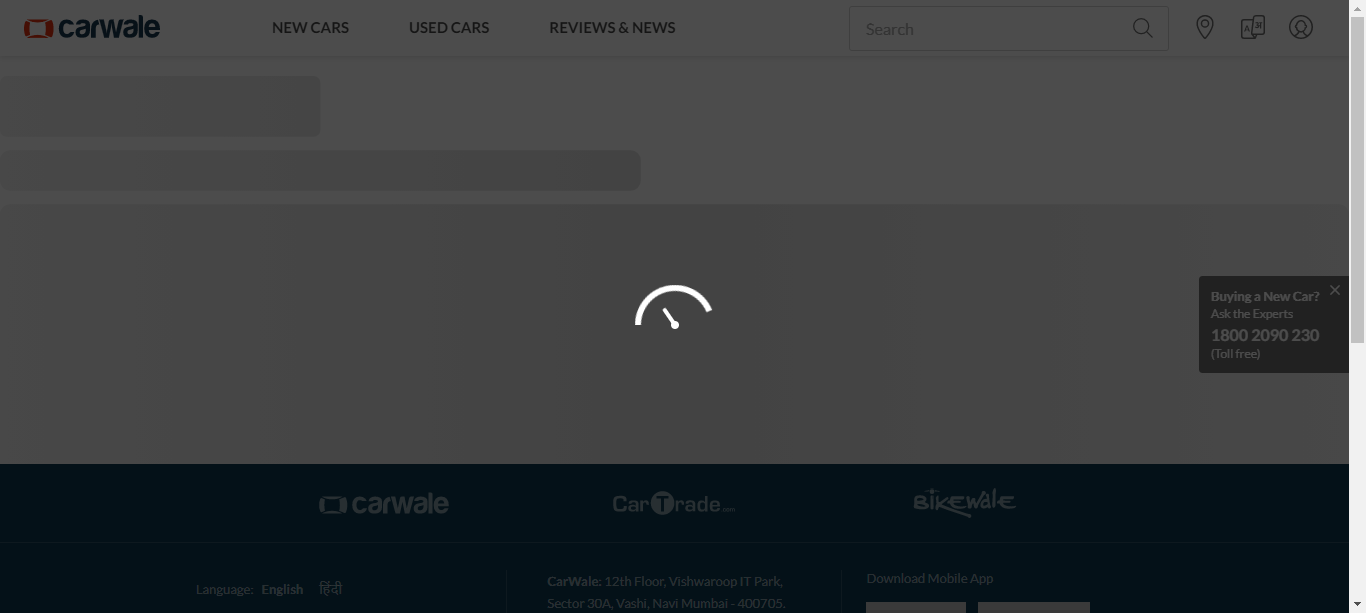 carwale
NEW CARS
USED CARS
REVIEWS & NEWS
Search
Buying a New Car?
Ask the Experts
1800 2090 230
(Toll free)
carwale
CarTrade.com
BikeWale
Language: English हिंदी
CarWale: 12th Floor, Vishwaroop IT Park,
Sector 30A, Vashi, Navi Mumbai - 400705.
Download Mobile App